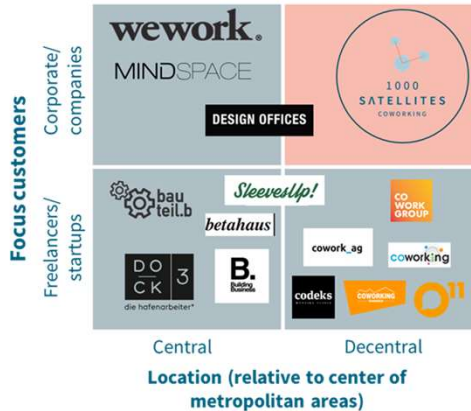 Focus customers
Corporate/
companies
Freelancers/
startups
wework®
MINDSPACE
DESIGN OFFICES
1000
SATELLITES
COWORKING
bau
teil.b
SleevesUp!
betahaus|
CO
WORK
GROUP
coworking
cowork_ag
DO
CK 3
die hafenarbeiter*
B.
Building
Business
codeks
COWORKING
011
Central
Decentral
Location (relative to center of
metropolitan areas)